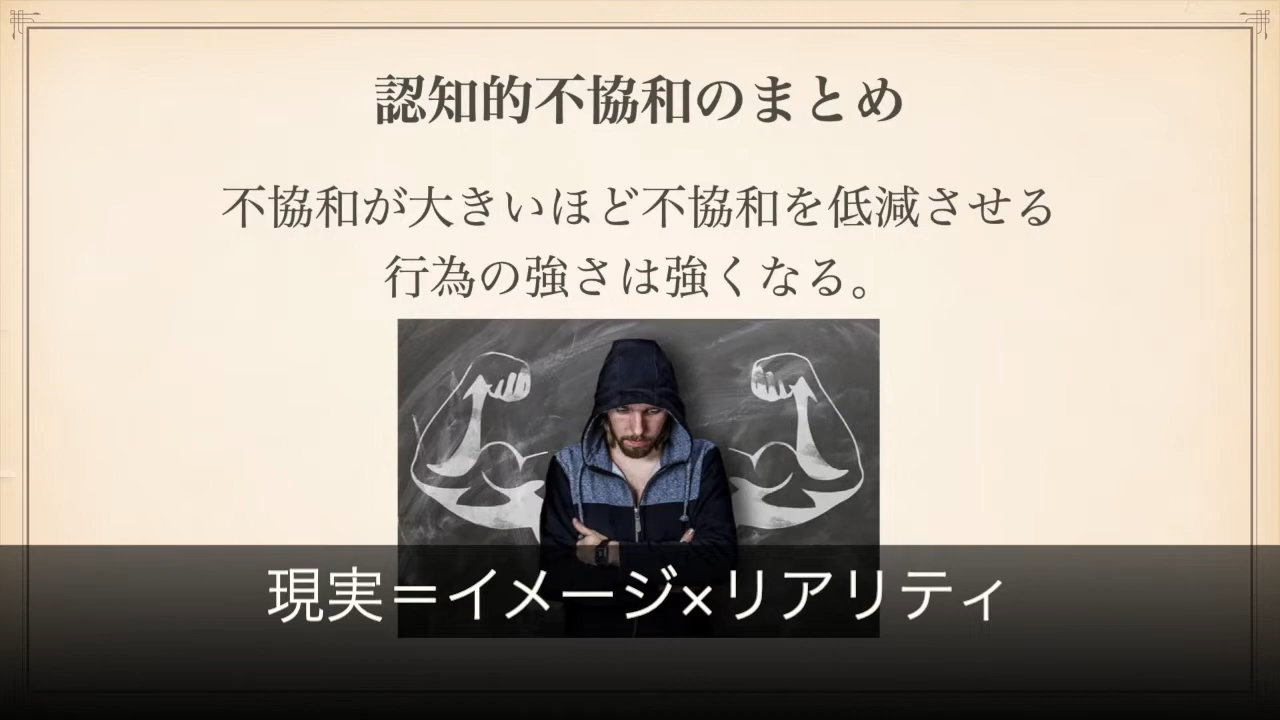 認知的不協和のまとめ
不協和が大きいほど不協和を低減させる
行為の強さは強くなる。
現実＝イメージ×リアリティ